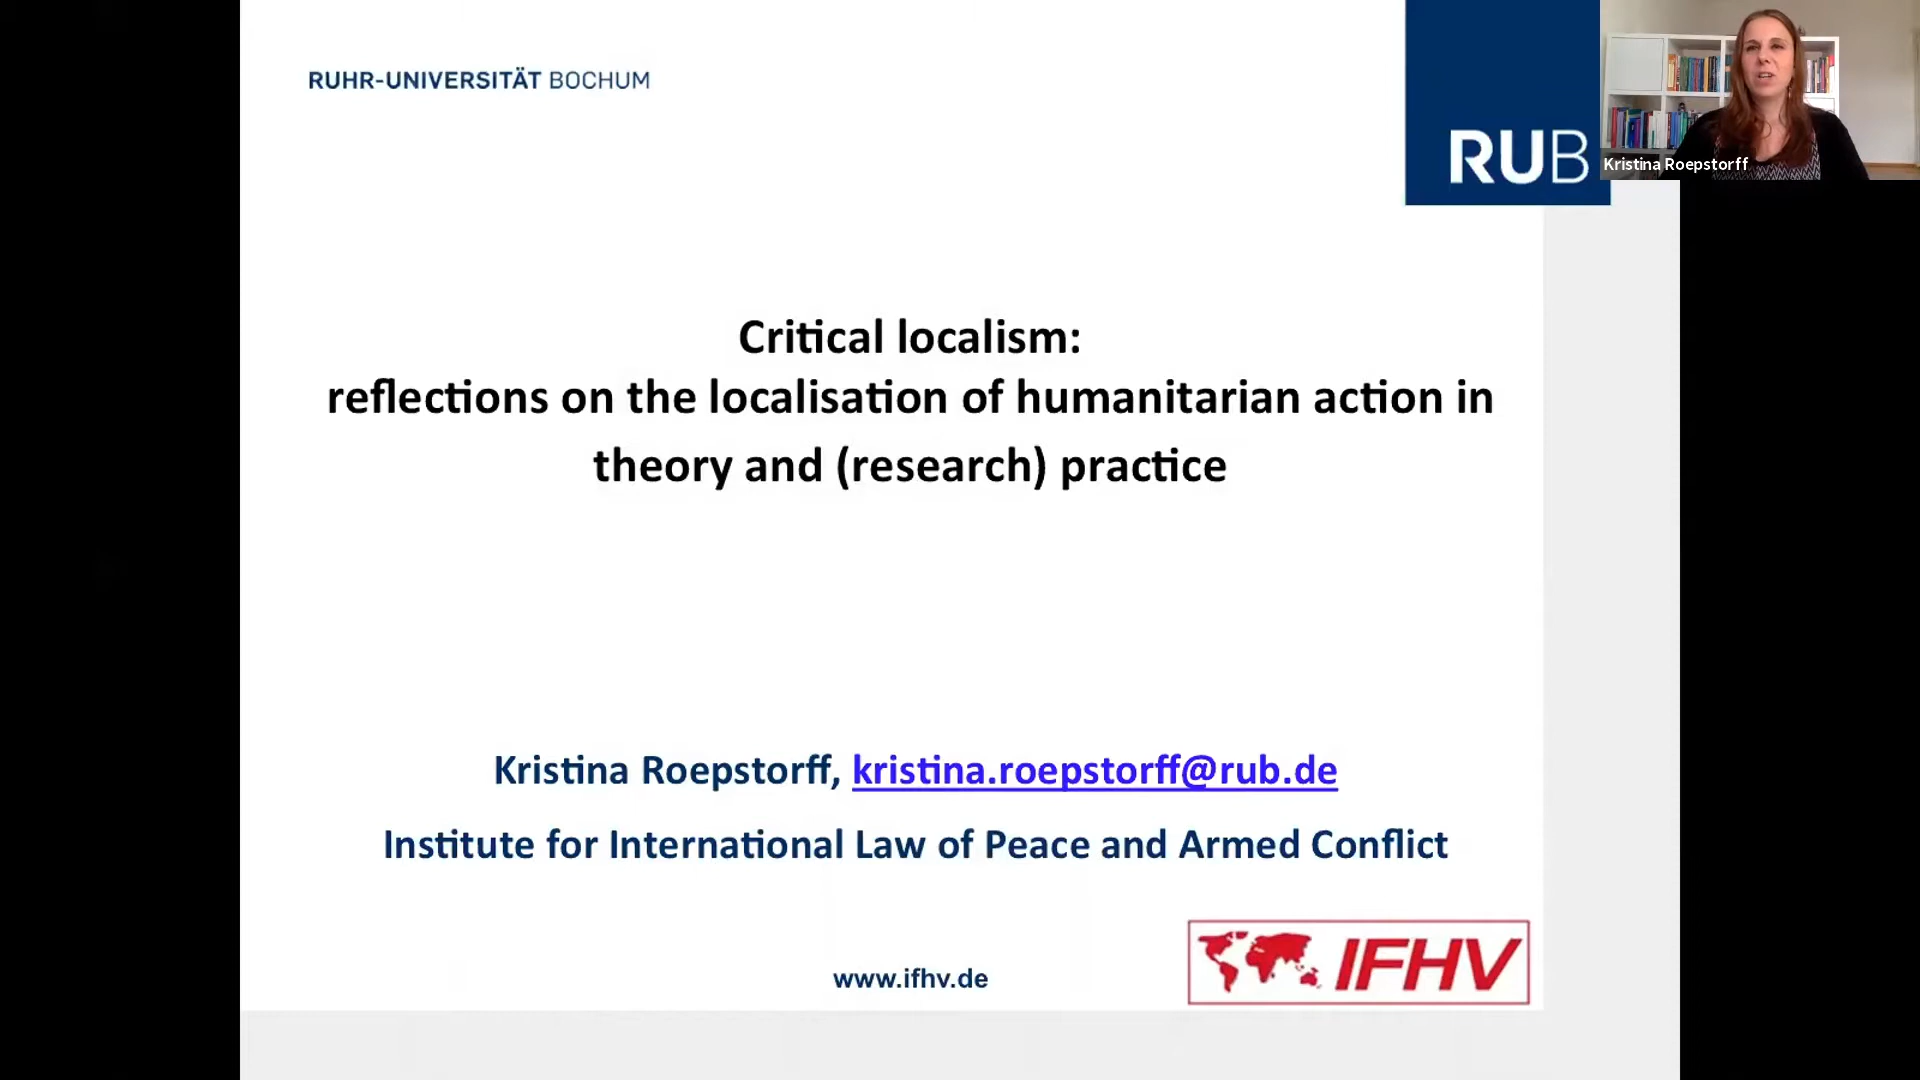 RUHR-UNIVERSITÄT BOCHUM
RUB
Kristina Roepstorff
Critical localism:
reflections on the localisation of humanitarian action in
theory and (research) practice
Kristina Roepstorff, kristina.roepstorff@rub.de
Institute for International Law of Peace and Armed Conflict
www.ifhv.de
IFHV